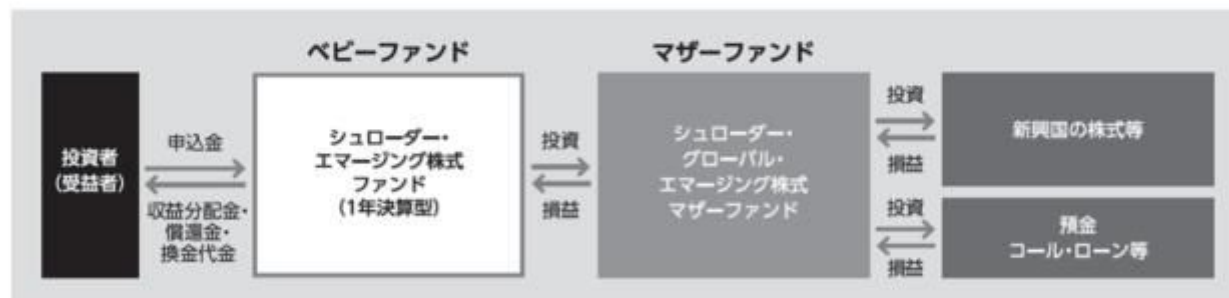 ベビーファンド
マザーファンド
投資者
(受益者)
申込金
収益分配金・
償還金・
換金代金
シュローダー・
エマージング株式
ファンド
(1年決算型)
投資
損益
シュローダー・
グローバル・
エマージング株式
マザーファンド
投資
損益
新興国の株式等
投資
損益
預金
コール・ローン等